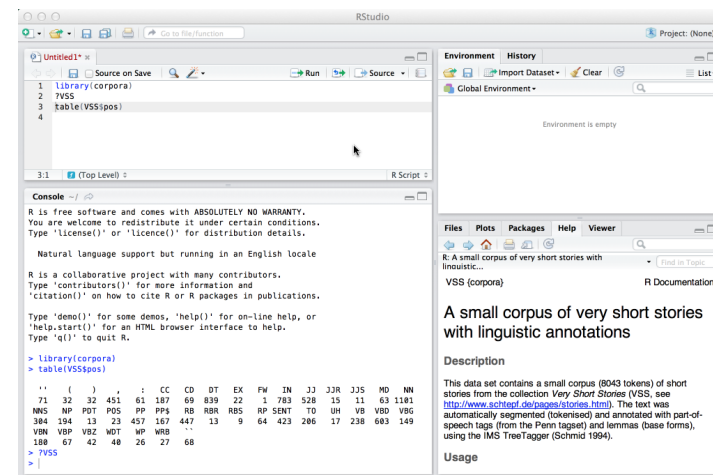 RStudio
Go to file/function
Project: (None)
Untitled1* ×
Source on Save
Run
Source
1 library(corpora)
2 ?VSS
3 table(VSS$pos)
4
3:1 (Top Level) R Script
Console ~/
R is free software and comes with ABSOLUTELY NO WARRANTY.
You are welcome to redistribute it under certain conditions.
Type 'license()' or 'licence()' for distribution details.
Natural language support but running in an English locale
R is a collaborative project with many contributors.
Type 'contributors()' for more information and
'citation()' on how to cite R or R packages in publications.
Type 'demo()' for some demos, 'help()' for on-line help, or
'help.start()' for an HTML browser interface to help.
Type 'q()' to quit R.
> library(corpora)
> table(VSS$pos)
'' ( ) , : CC CD DT EX FW IN JJ JJR JJS MD NN
71 32 32 451 61 187 69 839 22 1 783 528 15 11 63 1101
NNS NP PDT POS PP PP$ RB RBR RBS RP SENT TO UH VB VBD VBG
304 194 13 23 457 167 447 13 9 64 423 206 17 238 603 149
VBN VBP VBZ WDT WP WRB ``
180 67 42 40 26 27 68
> ?VSS
>
Environment History
Import Dataset Clear List
Global Environment
Environment is empty
Files Plots Packages Help Viewer
R: A small corpus of very short stories with
linguistic...
Find in Topic
VSS {corpora} R Documentation
A small corpus of very short stories
with linguistic annotations
Description
This data set contains a small corpus (8043 tokens) of short
stories from the collection Very Short Stories (VSS, see
http://www.schtepf.de/pages/stories.html). The text was
automatically segmented (tokenised) and annotated with part-of-
speech tags (from the Penn tagset) and lemmas (base forms),
using the IMS TreeTagger (Schmid 1994).
Usage